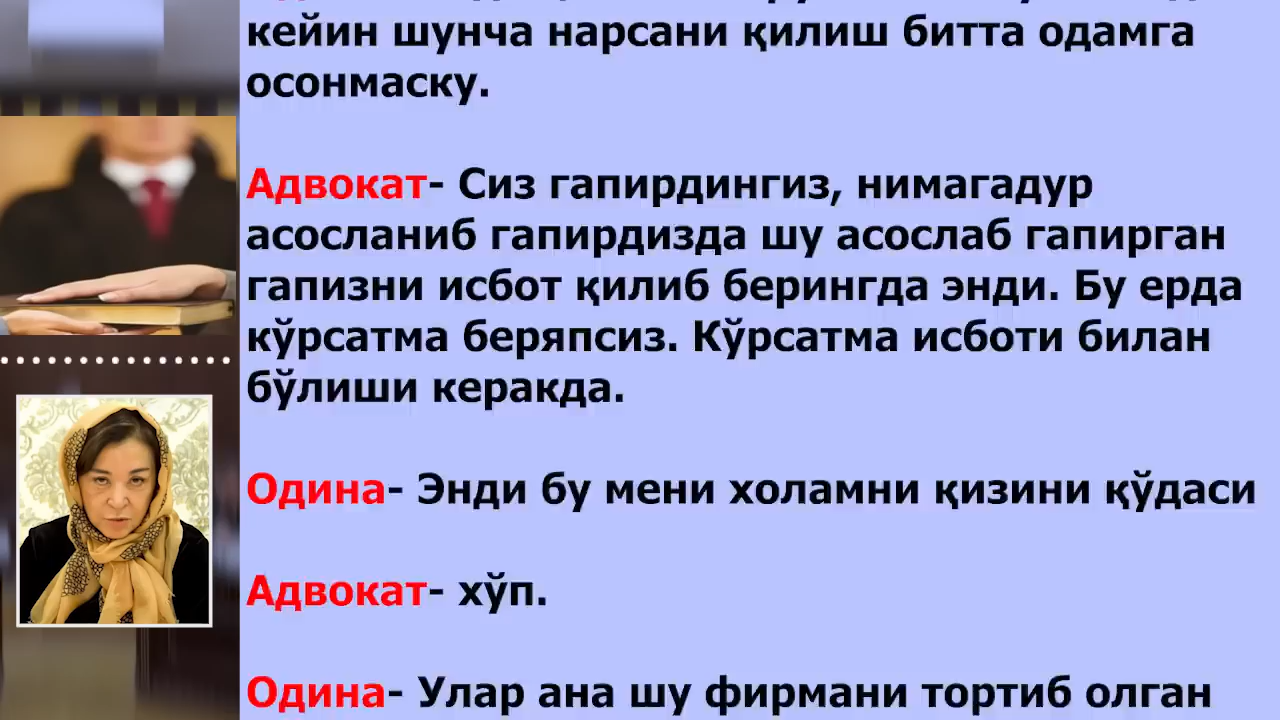 кейин шунча нарсани қилиш битта одамга
осонмаску.
Адвокат- Сиз гапирдингиз, нимагадур
асосланиб гапирдизда шу асослаб гапирган
гапизни исбот қилиб берингда энди. Бу ерда
кўрсатма беряпсиз. Кўрсатма исботи билан
бўлиши керакда.
Одина- Энди бу мени холамни қизини қўдаси
Адвокат- хўп.
Одина- Улар ана шу фирмани тортиб олган